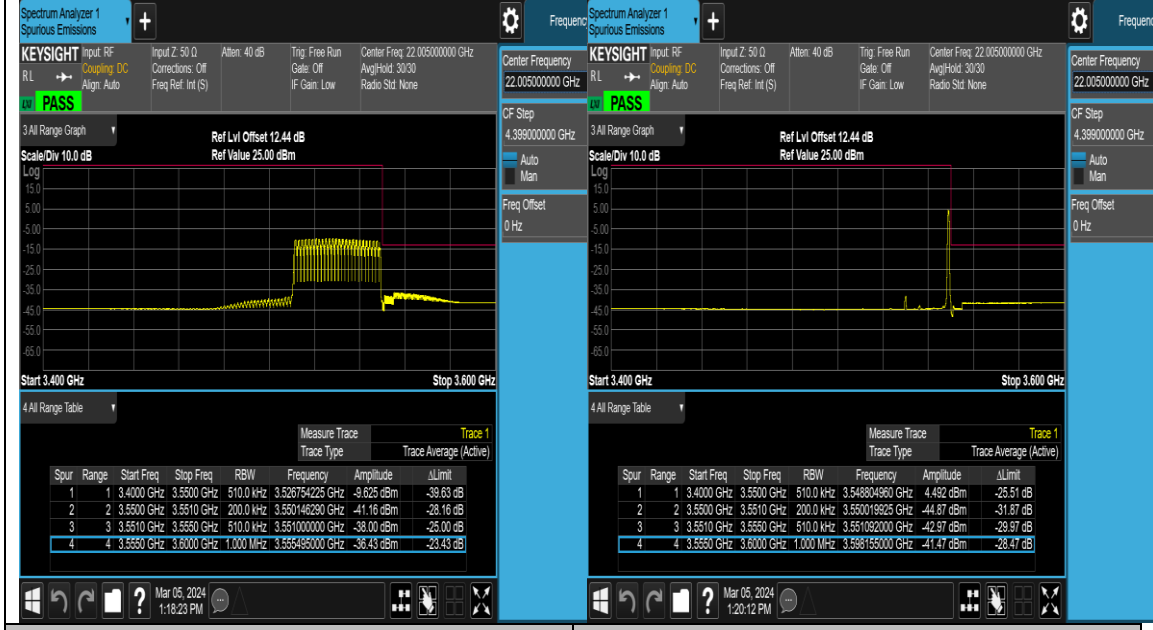 Spectrum Analyzer 1
Spurious Emissions
+
Frequenc
KEYSIGHT Input: RF Input Z: 50 Ω Atten: 40 dB Trig: Free Run Center Freq: 22.005000000 GHz
RL Coupling: DC Corrections: Off Gate: Off Avg|Hold: 30/30
Align: Auto Freq Ref: Int (S) IF Gain: Low Radio Std: None
LXI PASS
Center Frequency
22.005000000 GHz
CF Step
4.399000000 GHz
Auto
Man
Freq Offset
0 Hz
3 All Range Graph
Ref Lvl Offset 12.44 dB
Scale/Div 10.0 dB Ref Value 25.00 dBm
Log
15.0
5.00
-5.00
-15.0
-25.0
-35.0
-45.0
-55.0
-65.0
Start 3.400 GHz Stop 3.600 GHz
4 All Range Table
Measure Trace Trace 1
Trace Type Trace Average (Active)
Spur Range Start Freq Stop Freq RBW Frequency Amplitude ΔLimit
1 1 3.4000 GHz 3.5500 GHz 510.0 kHz 3.526754225 GHz -9.625 dBm -39.63 dB
2 2 3.5500 GHz 3.5510 GHz 200.0 kHz 3.550146290 GHz -41.16 dBm -28.16 dB
3 3 3.5510 GHz 3.5550 GHz 510.0 kHz 3.551000000 GHz -38.00 dBm -25.00 dB
4 4 3.5550 GHz 3.6000 GHz 1.000 MHz 3.555495000 GHz -36.43 dBm -23.43 dB
?
Mar 05, 2024
1:18:23 PM
Spectrum Analyzer 1
Spurious Emissions
+
Frequenc
KEYSIGHT Input: RF Input Z: 50 Ω Atten: 40 dB Trig: Free Run Center Freq: 22.005000000 GHz
RL Coupling: DC Corrections: Off Gate: Off Avg|Hold: 30/30
Align: Auto Freq Ref: Int (S) IF Gain: Low Radio Std: None
LXI PASS
Center Frequency
22.005000000 GHz
CF Step
4.399000000 GHz
Auto
Man
Freq Offset
0 Hz
3 All Range Graph
Ref Lvl Offset 12.44 dB
Scale/Div 10.0 dB Ref Value 25.00 dBm
Log
15.0
5.00
-5.00
-15.0
-25.0
-35.0
-45.0
-55.0
-65.0
Start 3.400 GHz Stop 3.600 GHz
4 All Range Table
Measure Trace Trace 1
Trace Type Trace Average (Active)
Spur Range Start Freq Stop Freq RBW Frequency Amplitude ΔLimit
1 1 3.4000 GHz 3.5500 GHz 510.0 kHz 3.548804960 GHz 4.492 dBm -25.51 dB
2 2 3.5500 GHz 3.5510 GHz 200.0 kHz 3.550019925 GHz -44.87 dBm -31.87 dB
3 3 3.5510 GHz 3.5550 GHz 510.0 kHz 3.551092000 GHz -42.97 dBm -29.97 dB
4 4 3.5550 GHz 3.6000 GHz 1.000 MHz 3.598155000 GHz -41.47 dBm -28.47 dB
?
Mar 05, 2024
1:20:12 PM